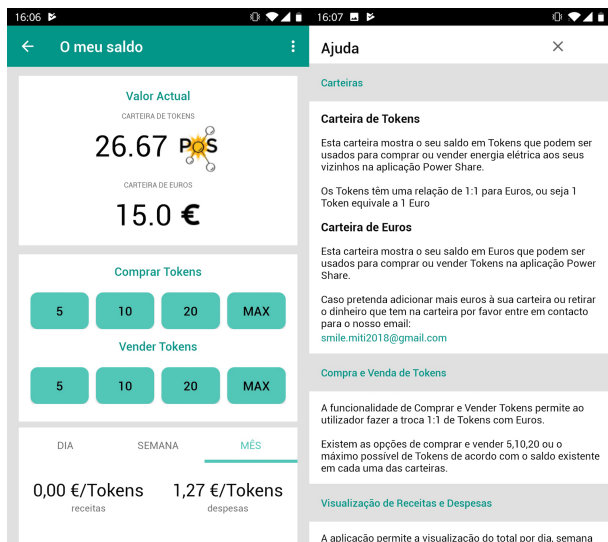 16:06
O meu saldo
Valor Actual
CARTEIRA DE TOKENS
26.67 POS
CARTEIRA DE EUROS
15.0 €
Comprar Tokens
5 10 20 MAX
Vender Tokens
5 10 20 MAX
DIA SEMANA MÊS
0,00 €/Tokens 1,27 €/Tokens
receitas despesas
16:07
Ajuda
Carteiras
Carteira de Tokens
Esta carteira mostra o seu saldo em Tokens que podem ser
usados para comprar ou vender energia elétrica aos seus
vizinhos na aplicação Power Share.
Os Tokens têm uma relação de 1:1 para Euros, ou seja 1
Token equivale a 1 Euro
Carteira de Euros
Esta carteira mostra o seu saldo em Euros que podem ser
usados para comprar ou vender Tokens na aplicação Power
Share.
Caso pretenda adicionar mais euros à sua carteira ou retirar
o dinheiro que tem na carteira por favor entre em contacto
para o nosso email:
smile.miti2018@gmail.com
Compra e Venda de Tokens
A funcionalidade de Comprar e Vender Tokens permite ao
utilizador fazer a troca 1:1 de Tokens com Euros.
Existem as opções de comprar e vender 5,10,20 ou o
máximo possível de Tokens de acordo com o saldo existente
em cada uma das carteiras.
Visualização de Receitas e Despesas
A aplicação permite a visualização do total por dia, semana